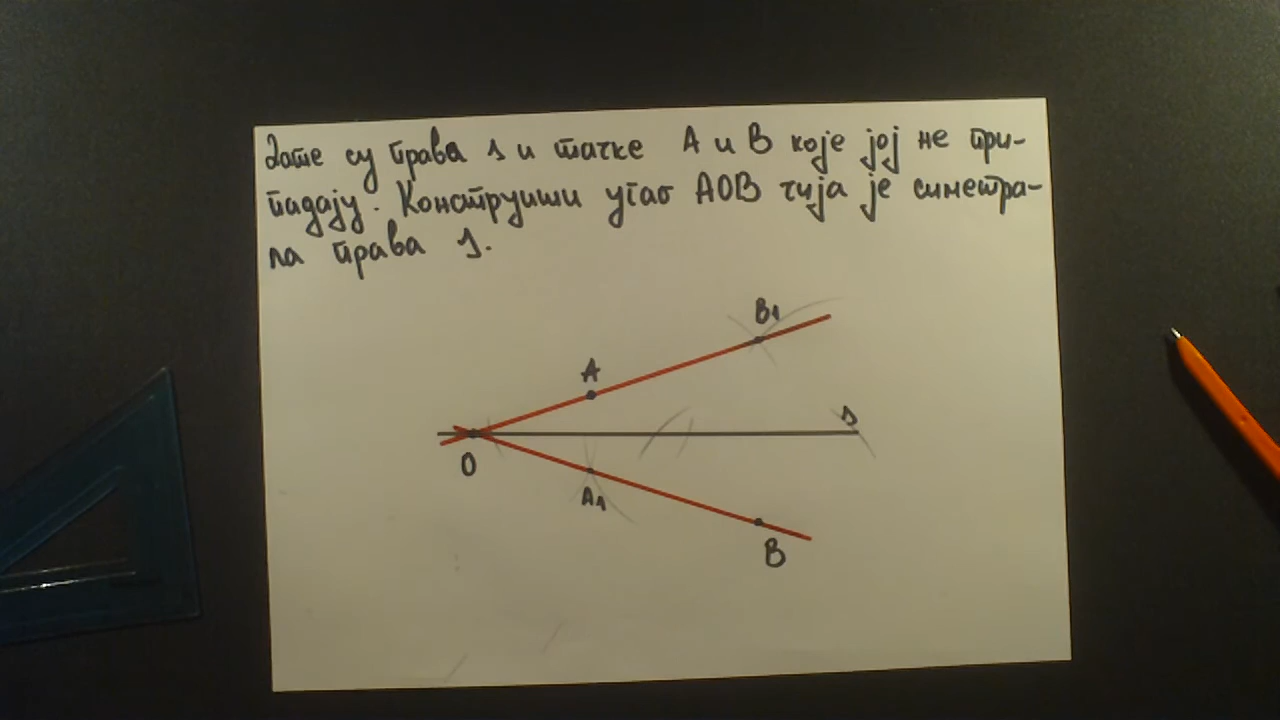 Дате су права s и тачке A и B које јој не при-
падају. Конструиши угао AOB чија је симетра-
ла права s.
B1
A
s
O
A1
B